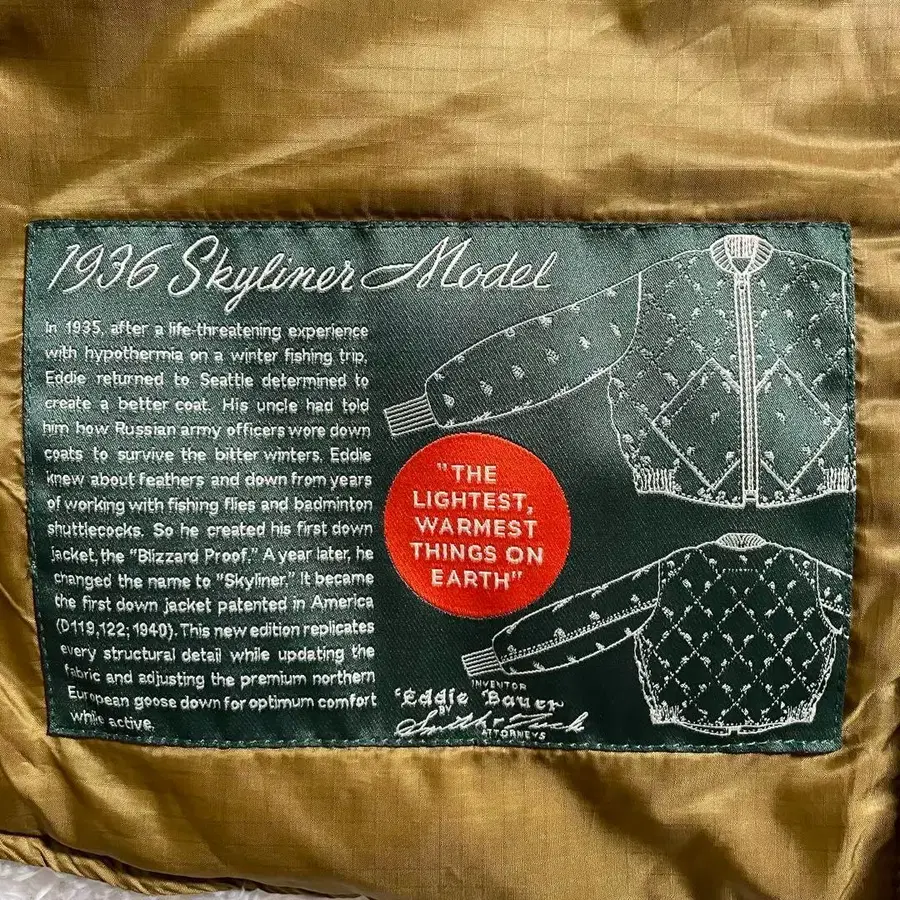 1936 Skyliner Model
In 1935, after a life-threatening experience
with hypothermia on a winter fishing trip,
Eddie returned to Seattle determined to
create a better coat. His uncle had told
him how Russian army officers wore down
coats to survive the bitter winters. Eddie
knew about feathers and down from years
of working with fishing flies and badminton
shuttlecocks. So he created his first down
jacket, the "Blizzard Proof." A year later, he
changed the name to "Skyliner." It became
the first down jacket patented in America
(D119,122; 1940). This new edition replicates
every structural detail while updating the
fabric and adjusting the premium northern
European goose down for optimum comfort
while active.
"THE
LIGHTEST,
WARMEST
THINGS ON
EARTH"
INVENTOR
Eddie Bauer
BY
Smith & Tuck
ATTORNEYS